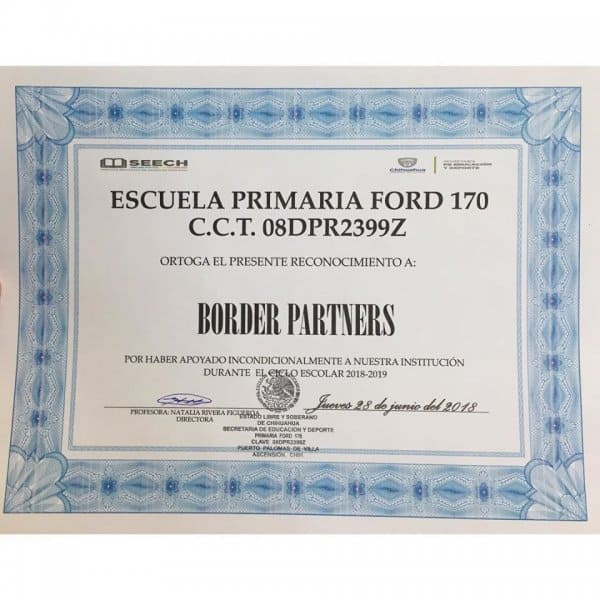 SEECH
Chihuahua
SECRETARÍA
DE EDUCACIÓN
Y DEPORTE
ESCUELA PRIMARIA FORD 170
C.C.T. 08DPR2399Z
ORTOGA EL PRESENTE RECONOCIMIENTO A:
BORDER PARTNERS
POR HABER APOYADO INCONDICIONALMENTE A NUESTRA INSTITUCIÓN
DURANTE EL CICLO ESCOLAR 2018-2019
Jueves 28 de junio del 2018
PROFESORA: NATALIA RIVERA FIGUEROA
DIRECTORA
ESTADO LIBRE Y SOBERANO
DE CHIHUAHUA
SECRETARIA DE EDUCACION Y DEPORTE
PRIMARIA FORD 170
CLAVE 08DPR2399Z
PUERTO PALOMAS DE VILLA
ASCENSION, CHIH.